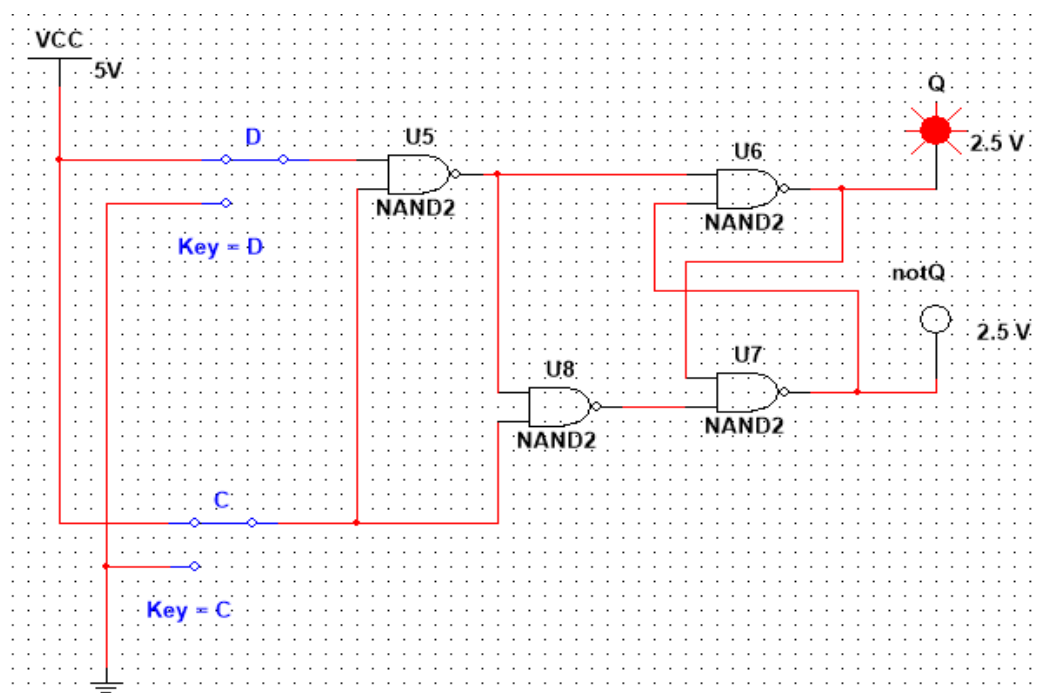 VCC
5V
D
U5
NAND2
Key = D
U6
NAND2
Q
2.5 V
notQ
2.5 V
U8
NAND2
U7
NAND2
C
Key = C